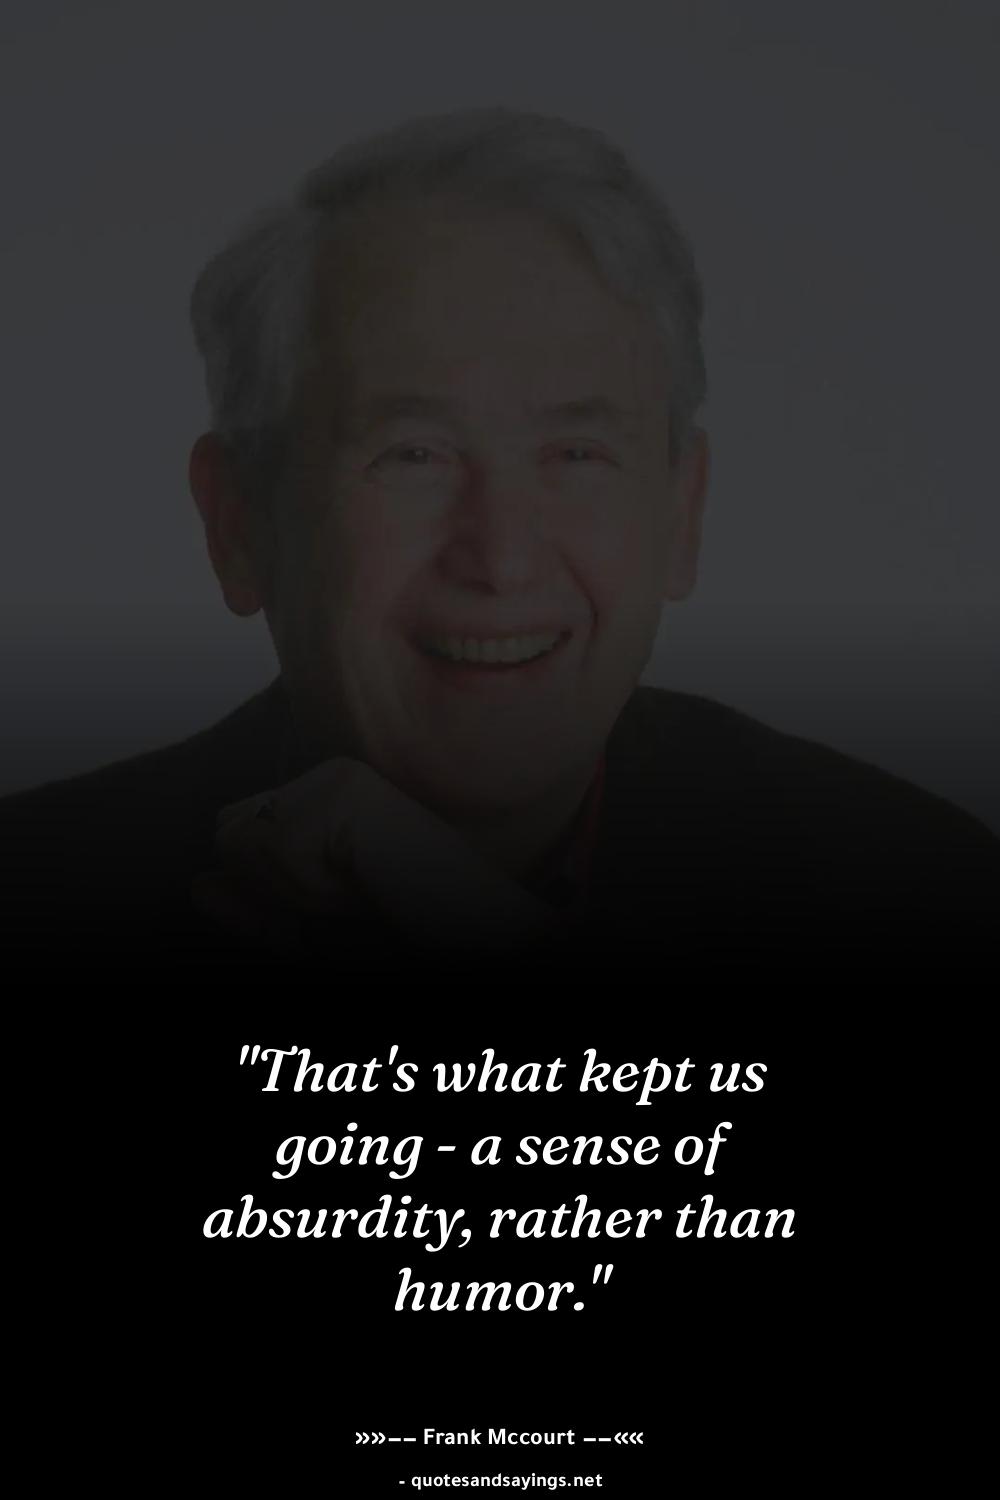 "That's what kept us
going - a sense of
absurdity, rather than
humor."
»»−− Frank Mccourt −−««
- quotesandsayings.net